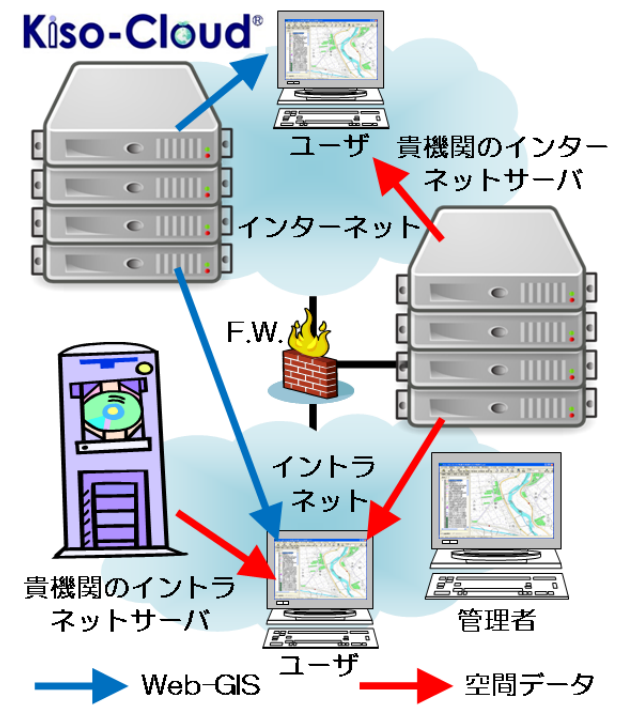 Kiso-Cloud®
ユーザ
貴機関のインター
ネットサーバ
インターネット
F.W.
イントラ
ネット
貴機関のイントラ
ネットサーバ
管理者
ユーザ
Web-GIS
空間データ